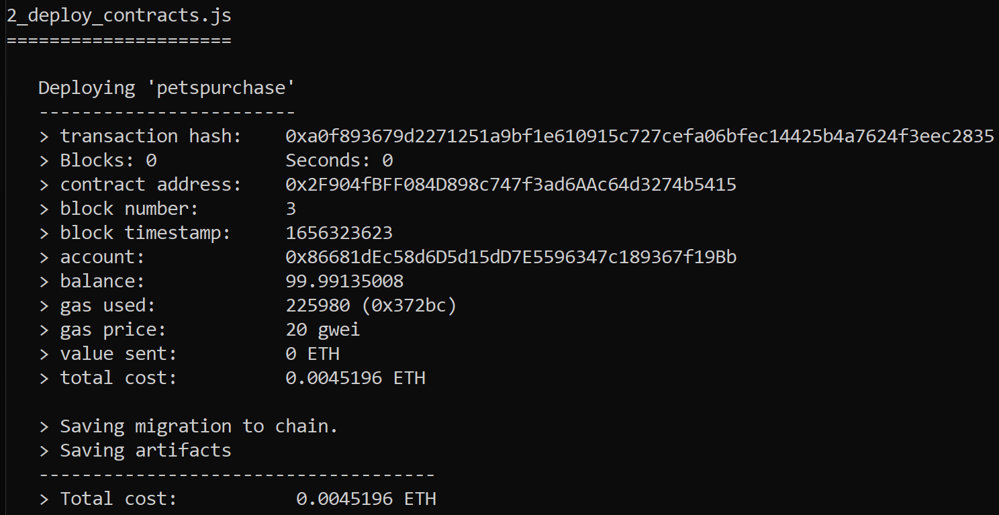 2_deploy_contracts.js
=====================
Deploying 'petspurchase'
------------------------
> transaction hash: 0xa0f893679d2271251a9bf1e610915c727cefa06bfec14425b4a7624f3eec2835
> Blocks: 0 Seconds: 0
> contract address: 0x2F904fBFF084D898c747f3ad6AAc64d3274b5415
> block number: 3
> block timestamp: 1656323623
> account: 0x86681dEc58d6D5d15dD7E5596347c189367f19Bb
> balance: 99.99135008
> gas used: 225980 (0x372bc)
> gas price: 20 gwei
> value sent: 0 ETH
> total cost: 0.0045196 ETH
> Saving migration to chain.
> Saving artifacts
-------------------------------------
> Total cost: 0.0045196 ETH